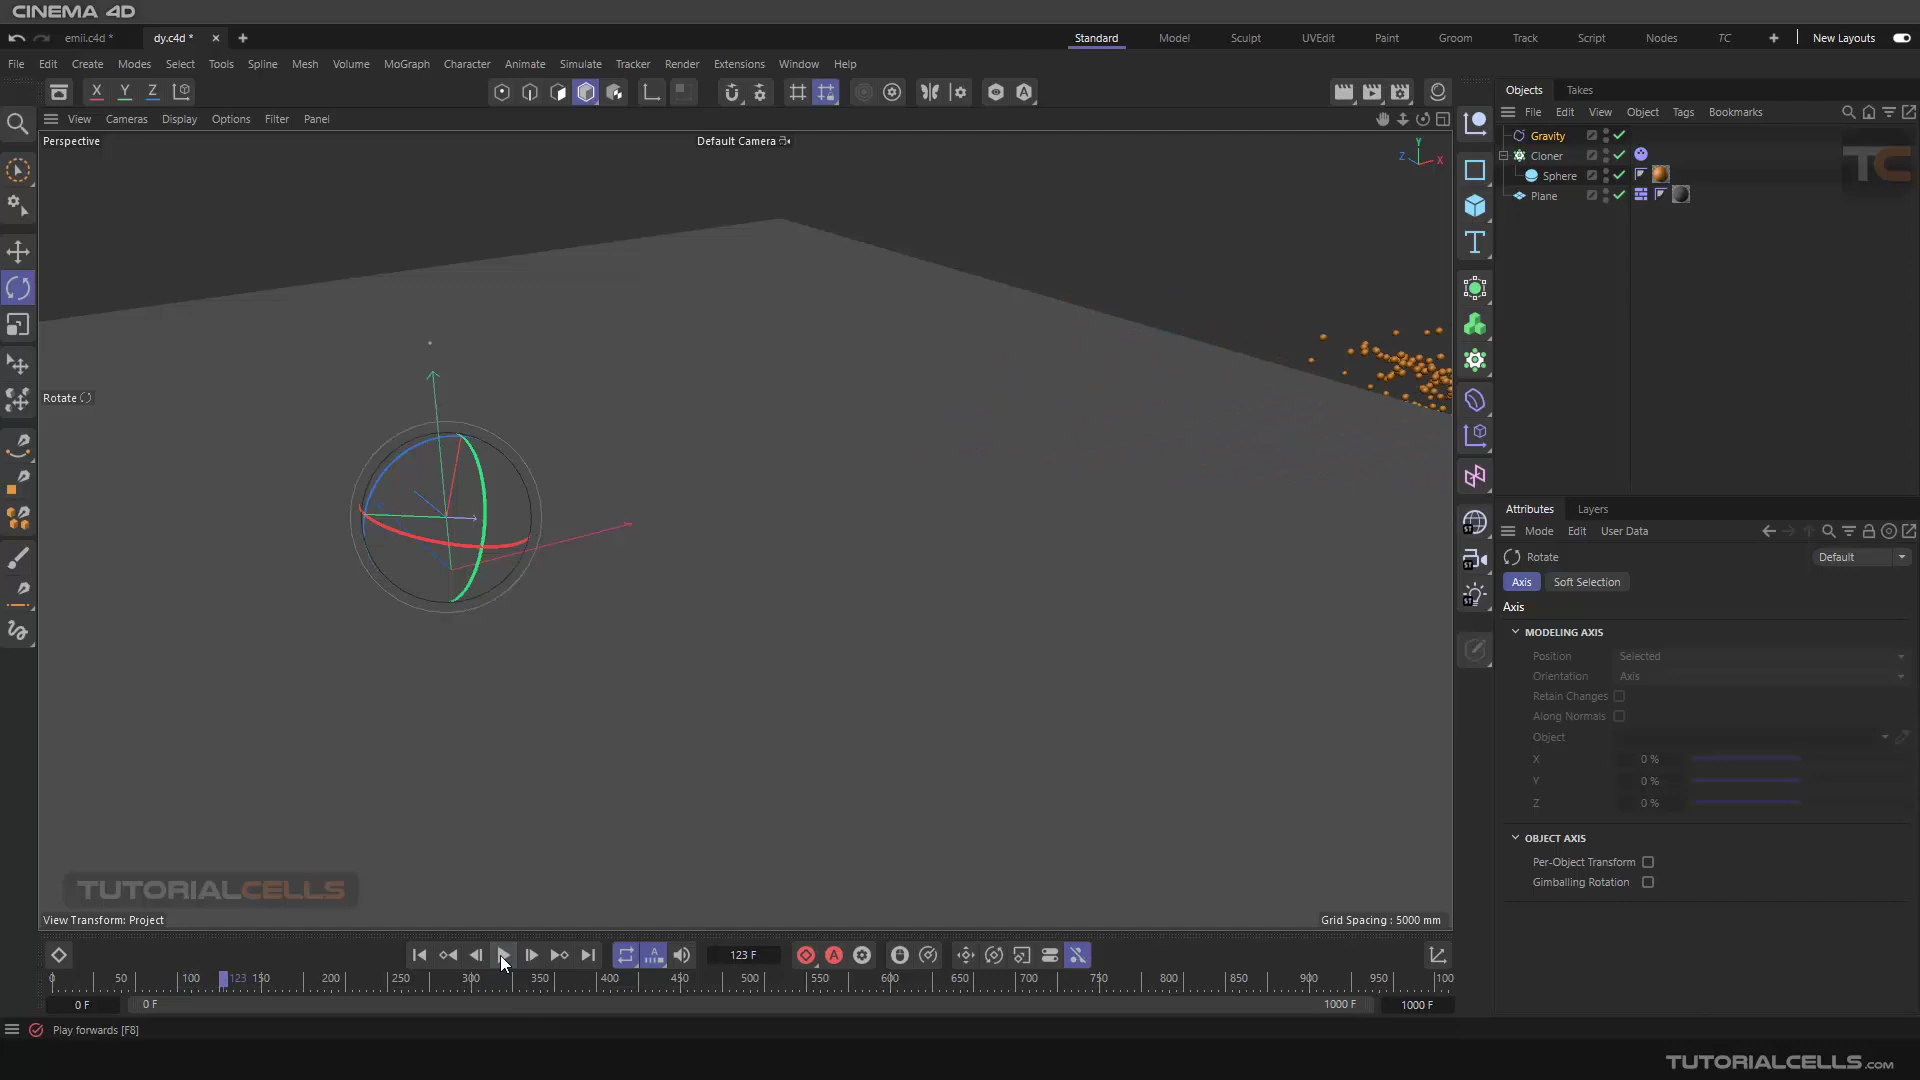 CINEMA 4D
emii.c4d *
dy.c4d *
Standard
Model
Sculpt
UVEdit
Paint
Groom
Track
Script
Nodes
TC
New Layouts
File Edit Create Modes Select Tools Spline Mesh Volume MoGraph Character Animate Simulate Tracker Render Extensions Window Help
X Y Z
View Cameras Display Options Filter Panel
Perspective
Default Camera
Y
Z
X
Rotate
TUTORIALCELLS
View Transform: Project
Grid Spacing : 5000 mm
Objects
Takes
File Edit View Object Tags Bookmarks
Gravity
Cloner
Sphere
Plane
TC
Attributes
Layers
Mode Edit User Data
Rotate
Default
Axis
Soft Selection
Axis
MODELING AXIS
Position
Selected
Orientation
Axis
Retain Changes
Along Normals
Object
X
0 %
Y
0 %
Z
0 %
OBJECT AXIS
Per-Object Transform
Gimballing Rotation
123 F
0 50 100 123 150 200 250 300 350 400 450 500 550 600 650 700 750 800 850 900 950 100
0 F
0 F
1000 F
1000 F
Play forwards [F8]
TUTORIALCELLS.com